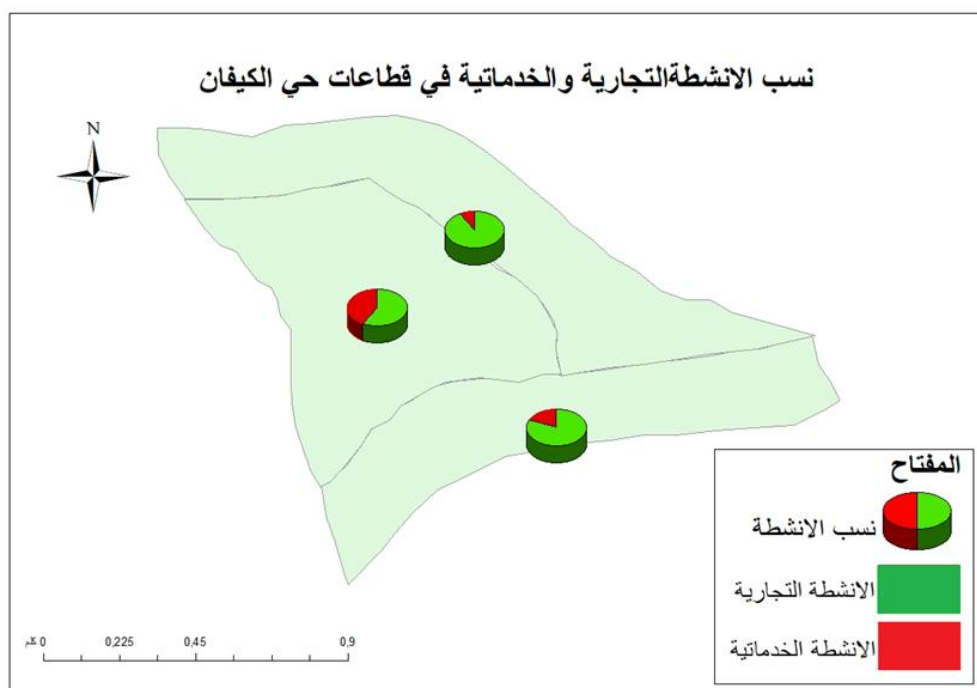 نسب الانشطةالتجارية والخدماتية في قطاعات حي الكيفان
N
المفتاح
نسب الانشطة
الانشطة التجارية
الانشطة الخدماتية
كلم 0 0,225 0,45 0,9